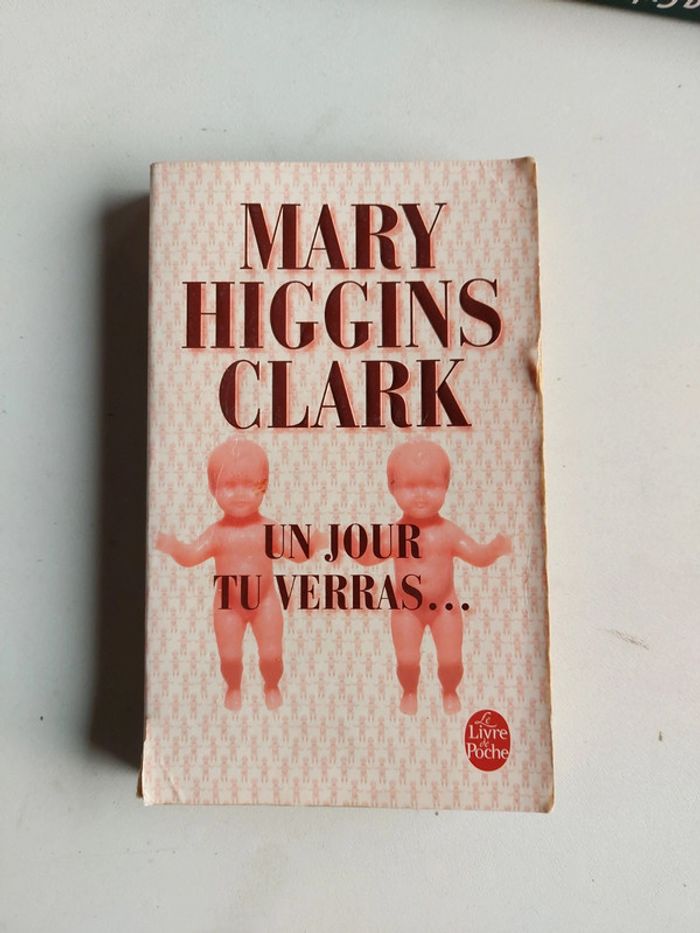 MARY
HIGGINS
CLARK
UN JOUR
TU VERRAS...
Le
Livre
de
Poche